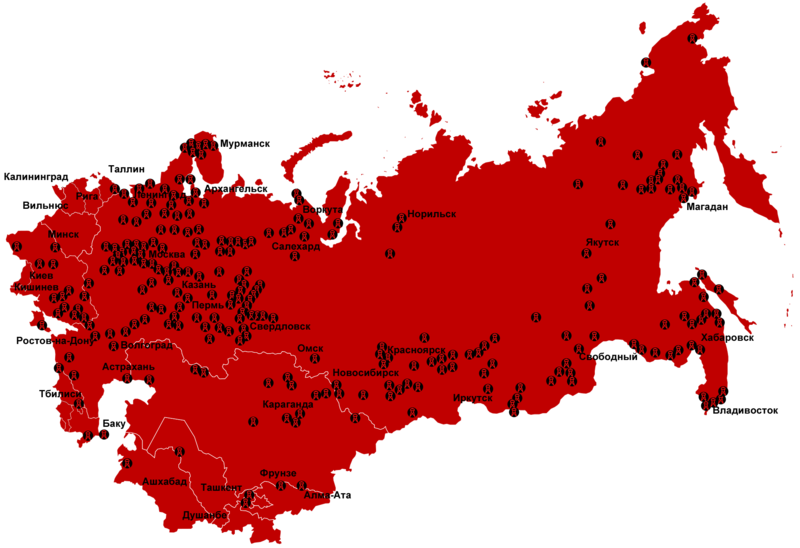 Мурманск
Таллин
Калининград
Архангельск
Рига
Вильнюс
Воркута
Норильск
Магадан
Минск
Салехард
Якутск
Москва
Киев
Казань
Кишинев
Пермь
Свердловск
Ростов-на-Дону
Волгоград
Хабаровск
Омск
Красноярск
Свободный
Астрахань
Новосибирск
Тбилиси
Караганда
Иркутск
Владивосток
Баку
Фрунзе
Ашхабад
Ташкент
Алма-Ата
Душанбе